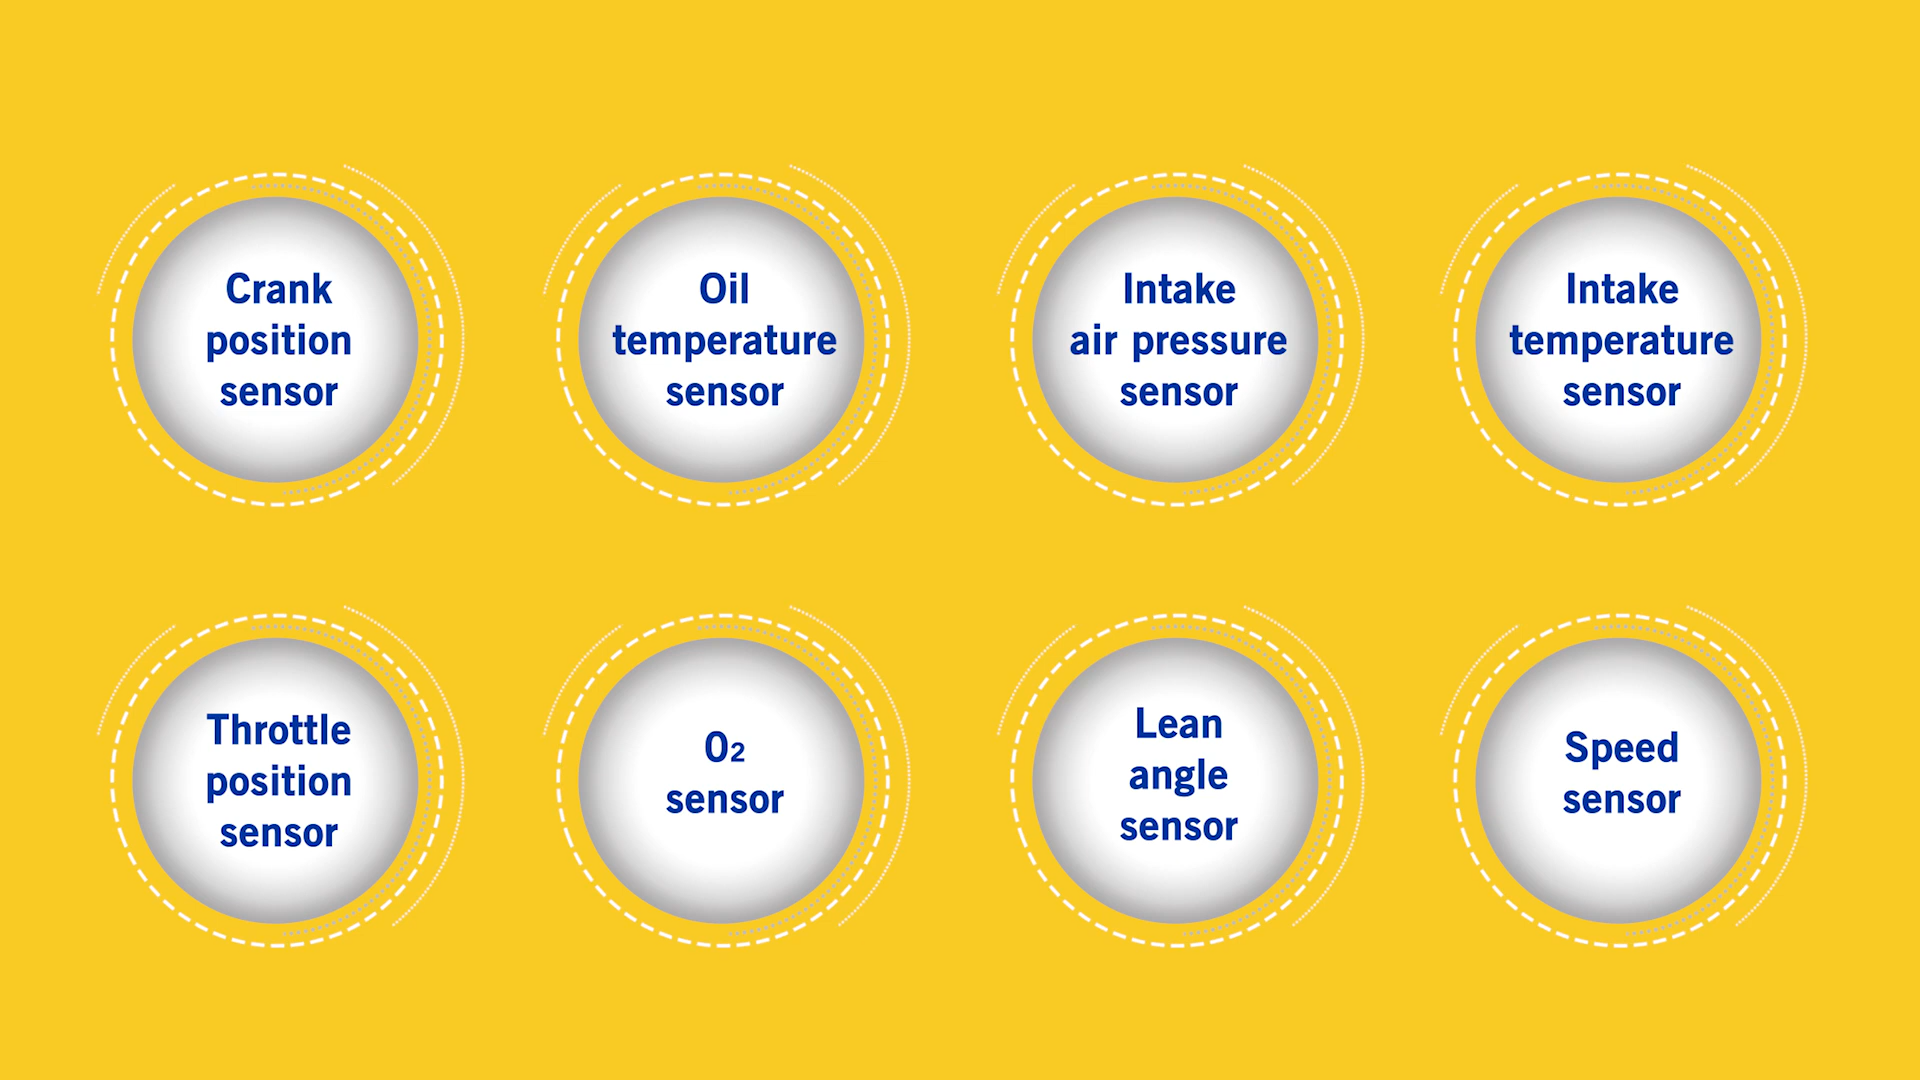 Crank
position
sensor
Oil
temperature
sensor
Intake
air pressure
sensor
Intake
temperature
sensor
Throttle
position
sensor
O₂
sensor
Lean
angle
sensor
Speed
sensor